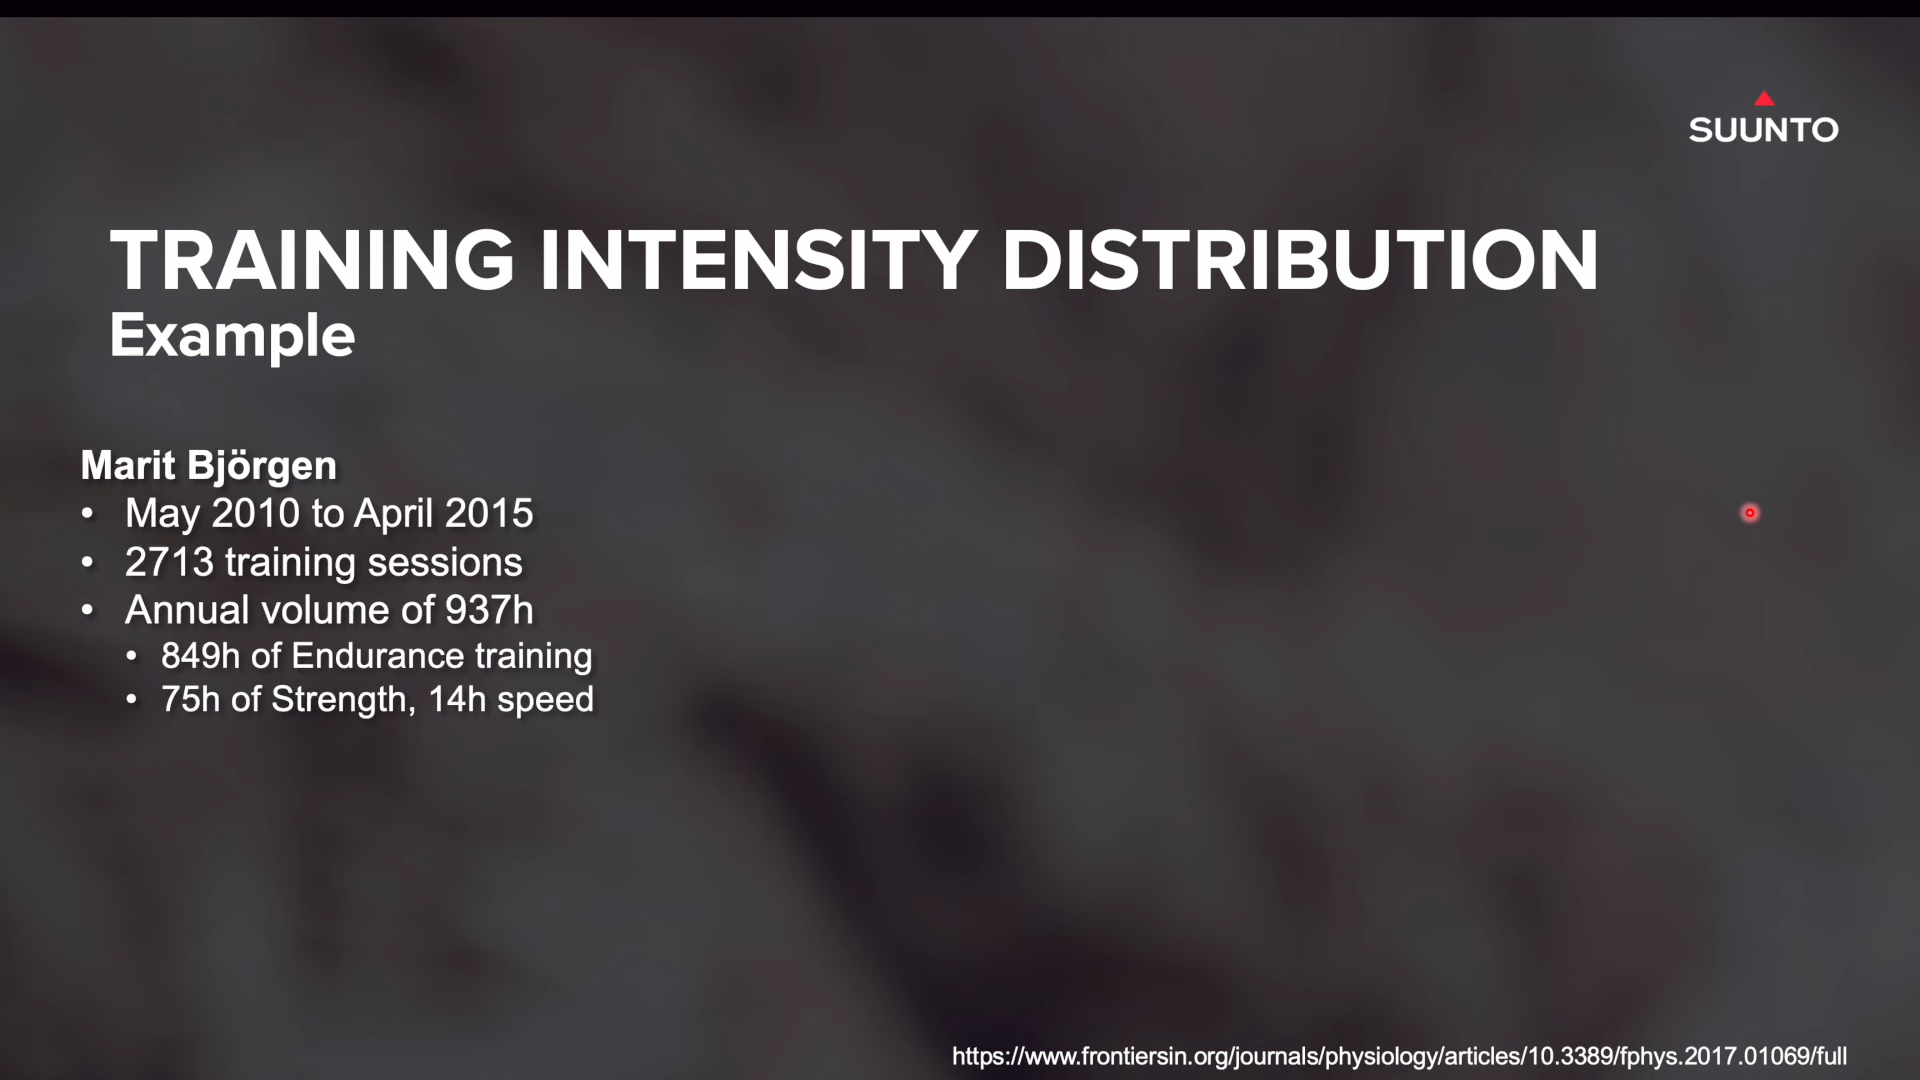 SUUNTO
TRAINING INTENSITY DISTRIBUTION
Example
Marit Björgen
• May 2010 to April 2015
• 2713 training sessions
• Annual volume of 937h
• 849h of Endurance training
• 75h of Strength, 14h speed
https://www.frontiersin.org/journals/physiology/articles/10.3389/fphys.2017.01069/full